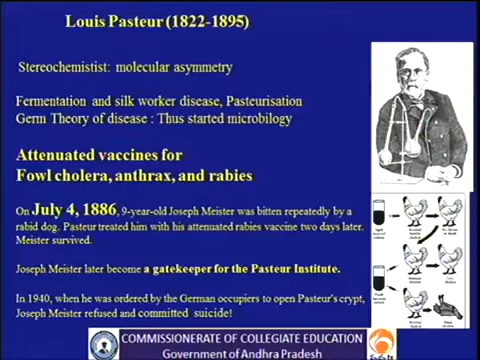 Louis Pasteur (1822-1895)
Stereochemistist: molecular asymmetry
Fermentation and silk worker disease, Pasteurisation
Germ Theory of disease : Thus started microbilogy
Attenuated vaccines for
Fowl cholera, anthrax, and rabies
On July 4, 1886, 9-year-old Joseph Meister was bitten repeatedly by a
rabid dog. Pasteur treated him with his attenuated rabies vaccine two days later.
Meister survived.
Joseph Meister later become a gatekeeper for the Pasteur Institute.
In 1940, when he was ordered by the German occupiers to open Pasteur's crypt,
Joseph Meister refused and committed suicide!
COMMISSIONERATE OF COLLEGIATE EDUCATION
Government of Andhra Pradesh